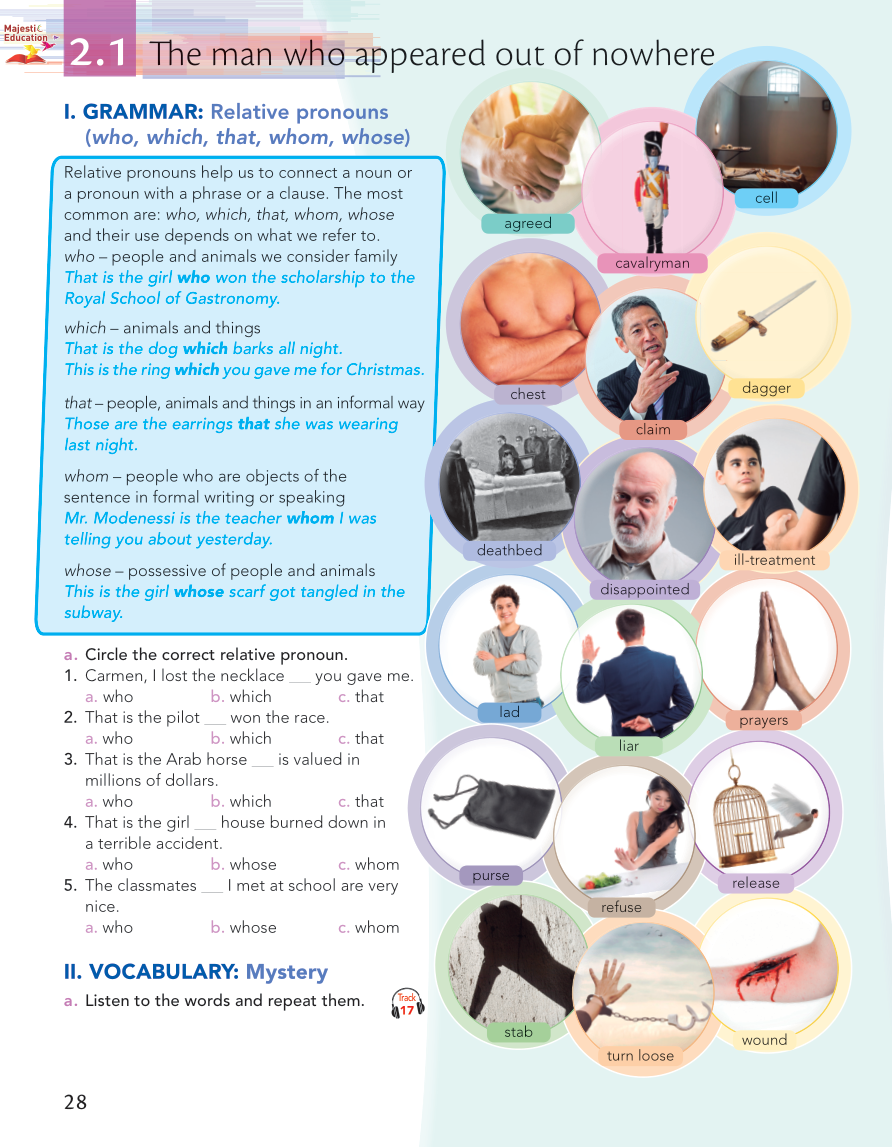 Majestic
Education
2.1 The man who appeared out of nowhere
I. GRAMMAR: Relative pronouns
(who, which, that, whom, whose)
Relative pronouns help us to connect a noun or
a pronoun with a phrase or a clause. The most
common are: who, which, that, whom, whose
and their use depends on what we refer to.
who – people and animals we consider family
That is the girl who won the scholarship to the
Royal School of Gastronomy.
which – animals and things
That is the dog which barks all night.
This is the ring which you gave me for Christmas.
that – people, animals and things in an informal way
Those are the earrings that she was wearing
last night.
whom – people who are objects of the
sentence in formal writing or speaking
Mr. Modenessi is the teacher whom I was
telling you about yesterday.
whose – possessive of people and animals
This is the girl whose scarf got tangled in the
subway.
a. Circle the correct relative pronoun.
1. Carmen, I lost the necklace ___ you gave me.
a. who b. which c. that
2. That is the pilot ___ won the race.
a. who b. which c. that
3. That is the Arab horse ___ is valued in
millions of dollars.
a. who b. which c. that
4. That is the girl ___ house burned down in
a terrible accident.
a. who b. whose c. whom
5. The classmates ___ I met at school are very
nice.
a. who b. whose c. whom
II. VOCABULARY: Mystery
a. Listen to the words and repeat them.
Track
17
agreed
cavalryman
cell
chest
claim
dagger
deathbed
disappointed
ill-treatment
lad
liar
prayers
purse
refuse
release
stab
turn loose
wound
28